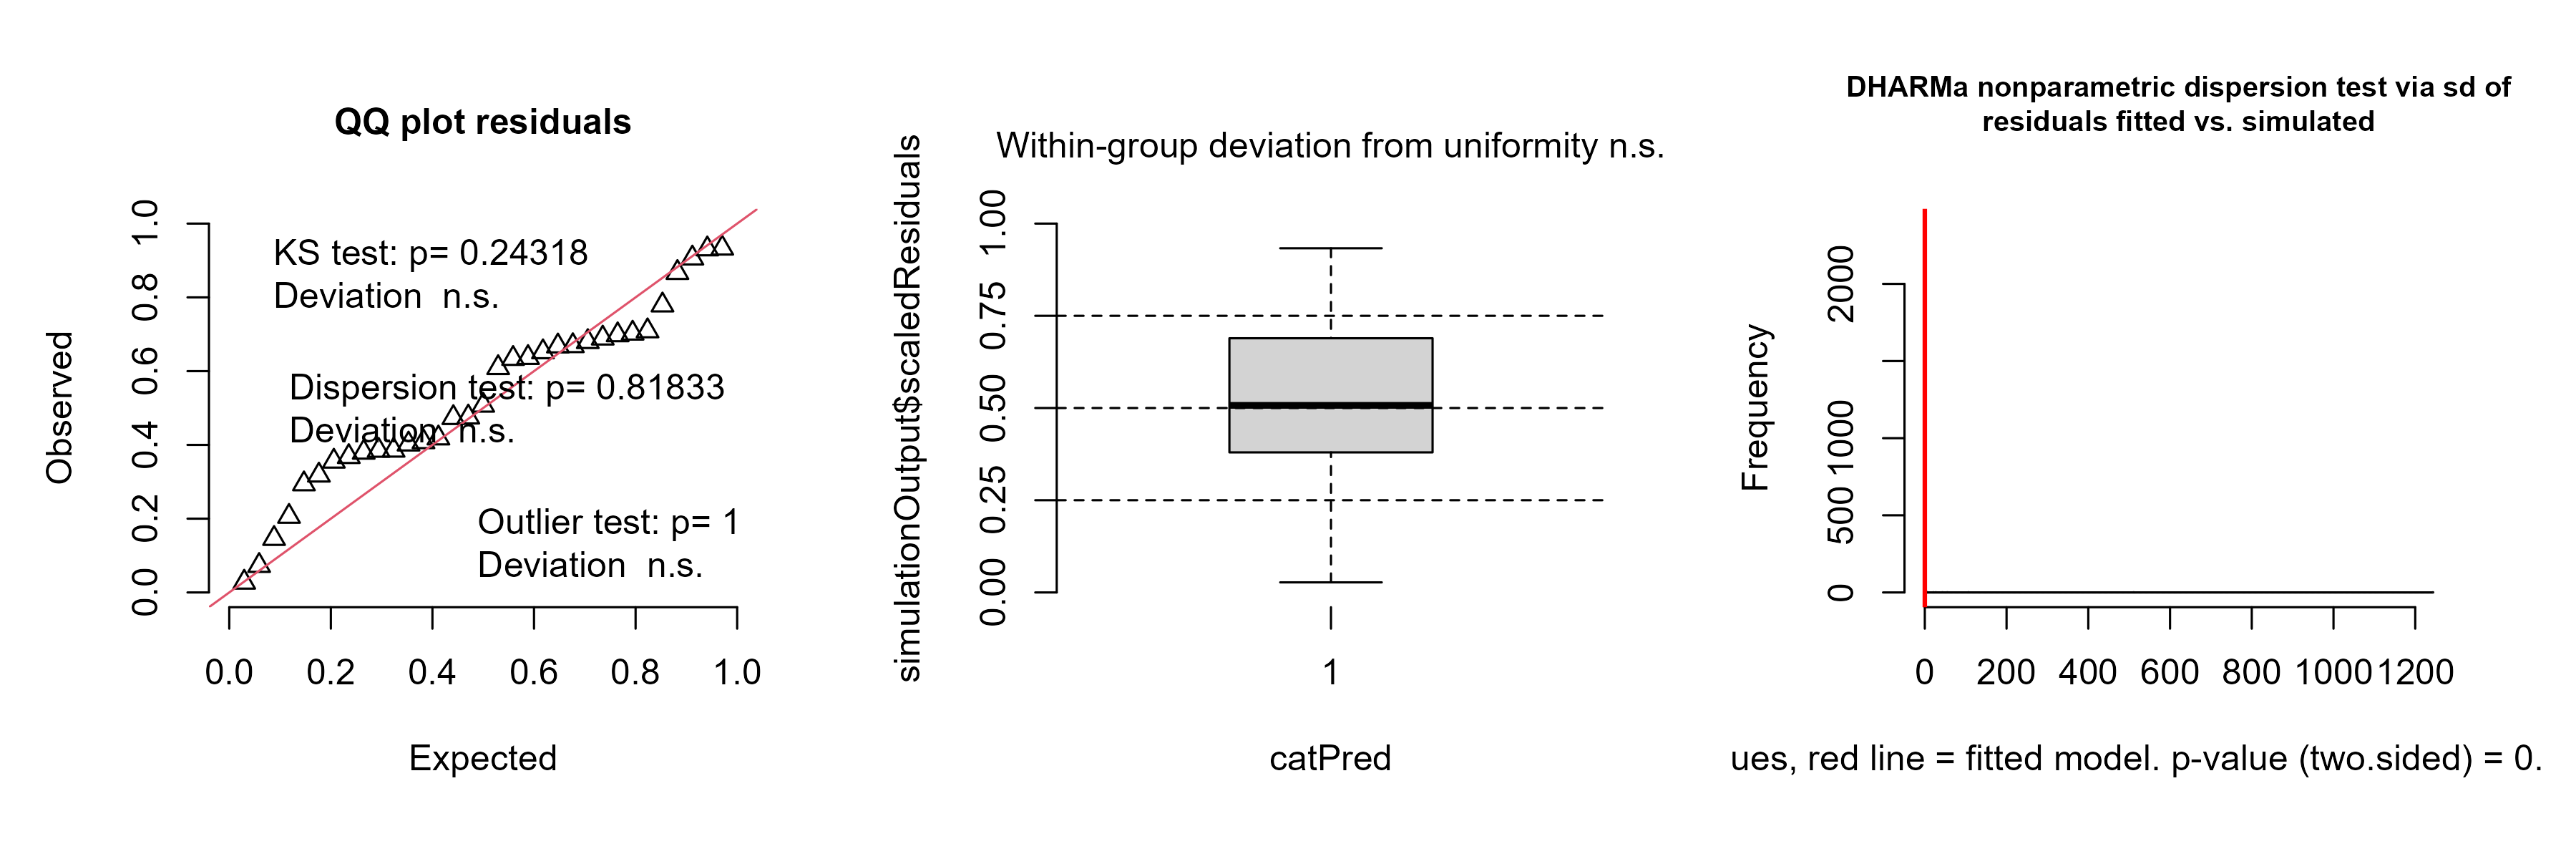 QQ plot residuals
KS test: p= 0.24318
Deviation  n.s.
Dispersion test: p= 0.81833
Deviation  n.s.
Outlier test: p= 1
Deviation  n.s.
Observed
0.0 0.2 0.4 0.6 0.8 1.0
0.0 0.2 0.4 0.6 0.8 1.0
Expected
Within-group deviation from uniformity n.s.
simulationOutput$scaledResiduals
0.00 0.25 0.50 0.75 1.00
1
catPred
DHARMa nonparametric dispersion test via sd of
residuals fitted vs. simulated
Frequency
0 500 1000 2000
0 200 400 600 800 1000 1200
ues, red line = fitted model. p-value (two.sided) = 0.